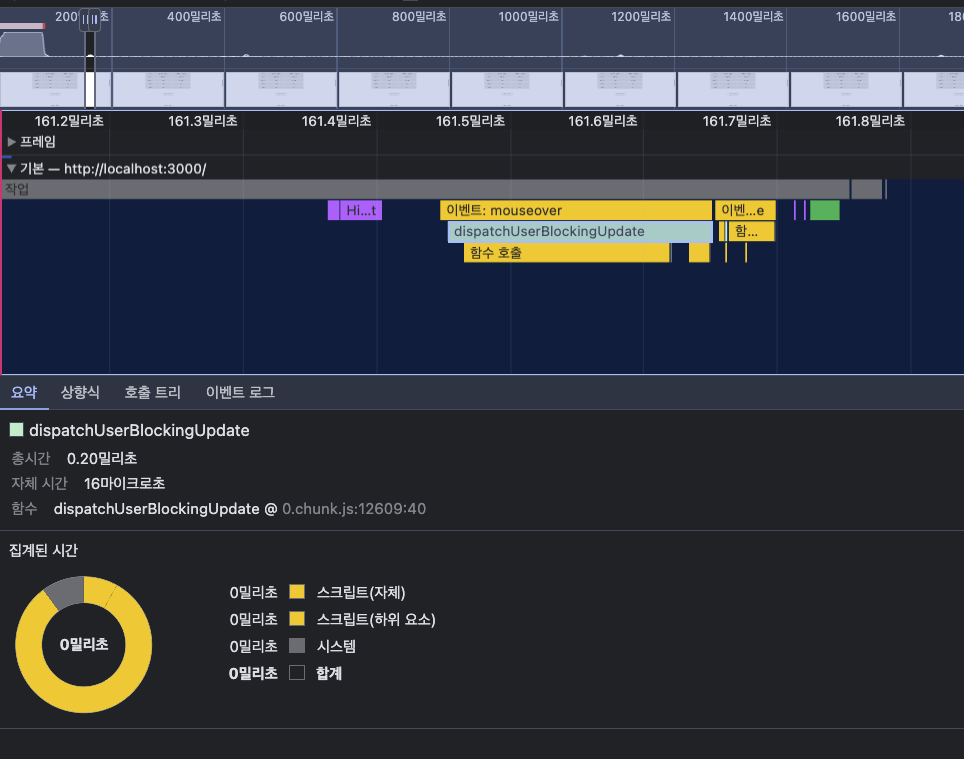 200 초 400밀리초 600밀리초 800밀리초 1000밀리초 1200밀리초 1400밀리초 1600밀리초 180
161.2밀리초 161.3밀리초 161.4밀리초 161.5밀리초 161.6밀리초 161.7밀리초 161.8밀리초
프레임
기본 — http://localhost:3000/
작업
Hi...t 이벤트: mouseover 이벤...e
dispatchUserBlockingUpdate 함...
함수 호출
요약 상향식 호출 트리 이벤트 로그
dispatchUserBlockingUpdate
총시간 0.20밀리초
자체 시간 16마이크로초
함수 dispatchUserBlockingUpdate @ 0.chunk.js:12609:40
집계된 시간
0밀리초 스크립트(자체)
0밀리초 스크립트(하위 요소)
0밀리초
0밀리초 시스템
0밀리초 합계